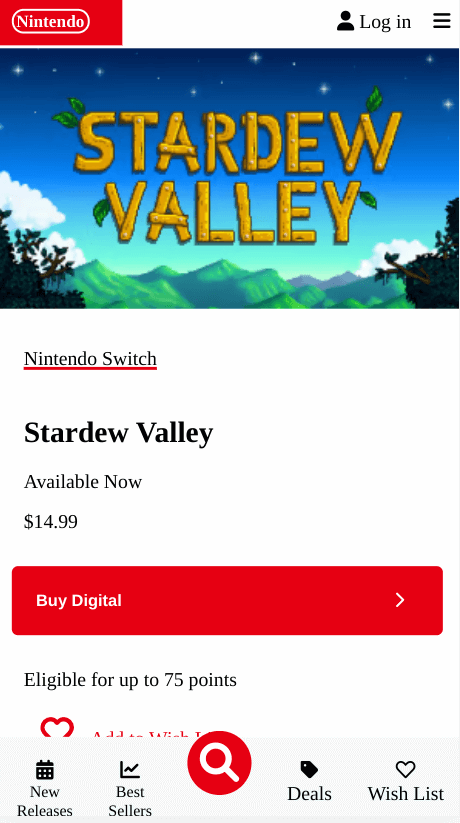 Nintendo
Log in
STARDEW
VALLEY
Nintendo Switch
Stardew Valley
Available Now
$14.99
Buy Digital
Eligible for up to 75 points
Add to Wish List
New Releases
Best Sellers
Deals
Wish List